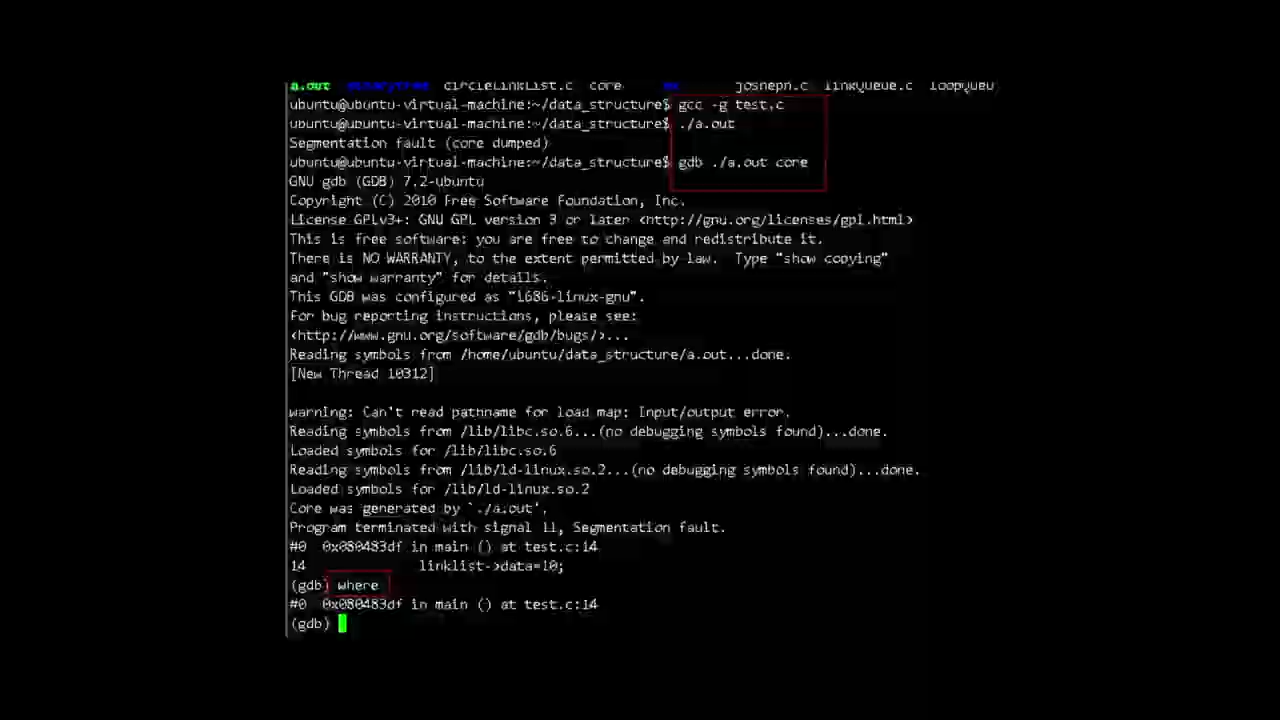 a.out binarytree circleLinkList.c core josheph.c linkQueue.c loopQueu
ubuntu@ubuntu-virtual-machine:~/data_structure$ gcc -g test.c
ubuntu@ubuntu-virtual-machine:~/data_structure$ ./a.out
Segmentation fault (core dumped)
ubuntu@ubuntu-virtual-machine:~/data_structure$ gdb ./a.out core
GNU gdb (GDB) 7.2-ubuntu
Copyright (C) 2010 Free Software Foundation, Inc.
License GPLv3+: GNU GPL version 3 or later <http://gnu.org/licenses/gpl.html>
This is free software: you are free to change and redistribute it.
There is NO WARRANTY, to the extent permitted by law.  Type "show copying"
and "show warranty" for details.
This GDB was configured as "i686-linux-gnu".
For bug reporting instructions, please see:
<http://www.gnu.org/software/gdb/bugs/>...
Reading symbols from /home/ubuntu/data_structure/a.out...done.
[New Thread 10312]
warning: Can't read pathname for load map: Input/output error.
Reading symbols from /lib/libc.so.6...(no debugging symbols found)...done.
Loaded symbols for /lib/libc.so.6
Reading symbols from /lib/ld-linux.so.2...(no debugging symbols found)...done.
Loaded symbols for /lib/ld-linux.so.2
Core was generated by `./a.out'.
Program terminated with signal 11, Segmentation fault.
#0  0x080483df in main () at test.c:14
14              linklist->data=10;
(gdb) where
#0  0x080483df in main () at test.c:14
(gdb)